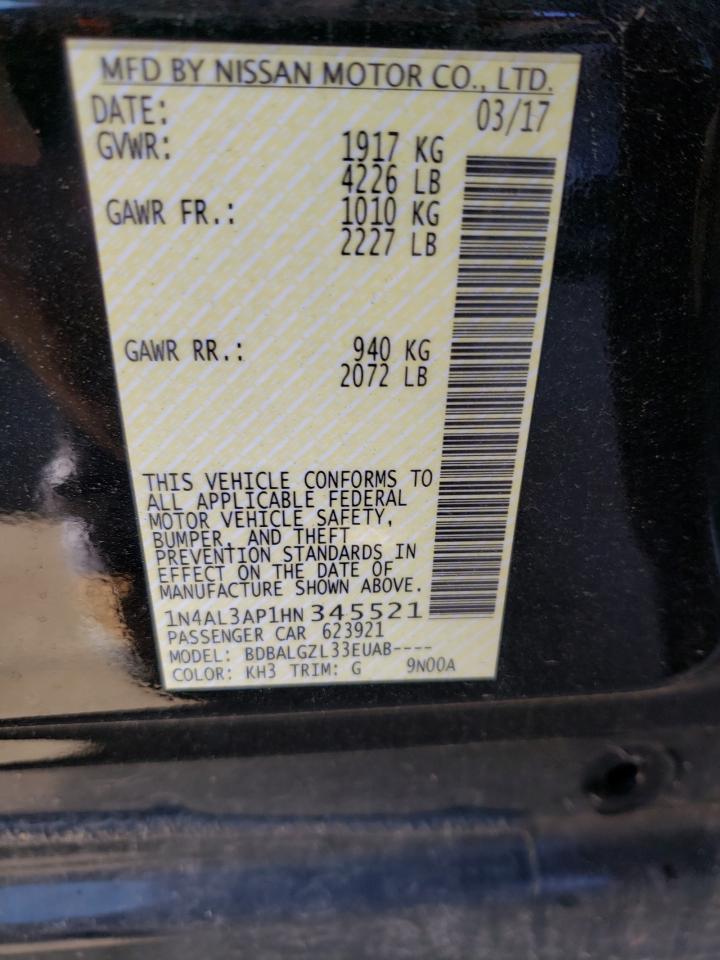 MFD BY NISSAN MOTOR CO., LTD.
DATE: 03/17
GVWR: 1917 KG
4226 LB
GAWR FR.: 1010 KG
2227 LB
GAWR RR.: 940 KG
2072 LB
THIS VEHICLE CONFORMS TO
ALL APPLICABLE FEDERAL
MOTOR VEHICLE SAFETY,
BUMPER, AND THEFT
PREVENTION STANDARDS IN
EFFECT ON THE DATE OF
MANUFACTURE SHOWN ABOVE.
1N4AL3AP1HN345521
PASSENGER CAR 623921
MODEL: BDBALGZL33EUAB----
COLOR: KH3 TRIM: G 9N00A